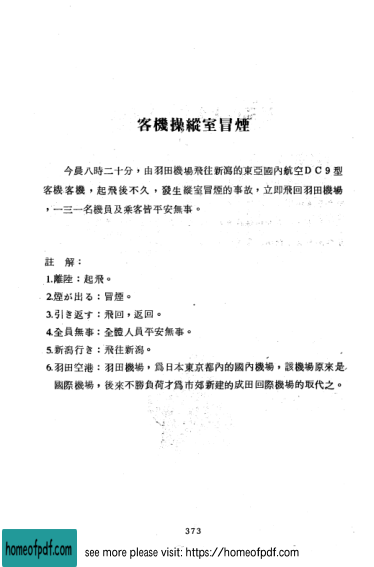 客機操縱室冒煙
今晨八時二十分，由羽田機場飛往新潟的東亞國內航空DC9型
客機客機，起飛後不久，發生縱室冒煙的事故，立即飛回羽田機場
，一三一名機員及乘客皆平安無事。
註　解：
1.離陸：起飛。
2.煙が出る：冒煙。
3.引き返す：飛回，返回。
4.全員無事：全體人員平安無事。
5.新潟行き：飛往新潟。
6.羽田空港：羽田機場，爲日本東京都內的國內機場，該機場原來是
國際機場，後來不勝負荷才爲市郊新建的成田回際機場的取代之。
373
homeofpdf.com
see more please visit: https://homeofpdf.com